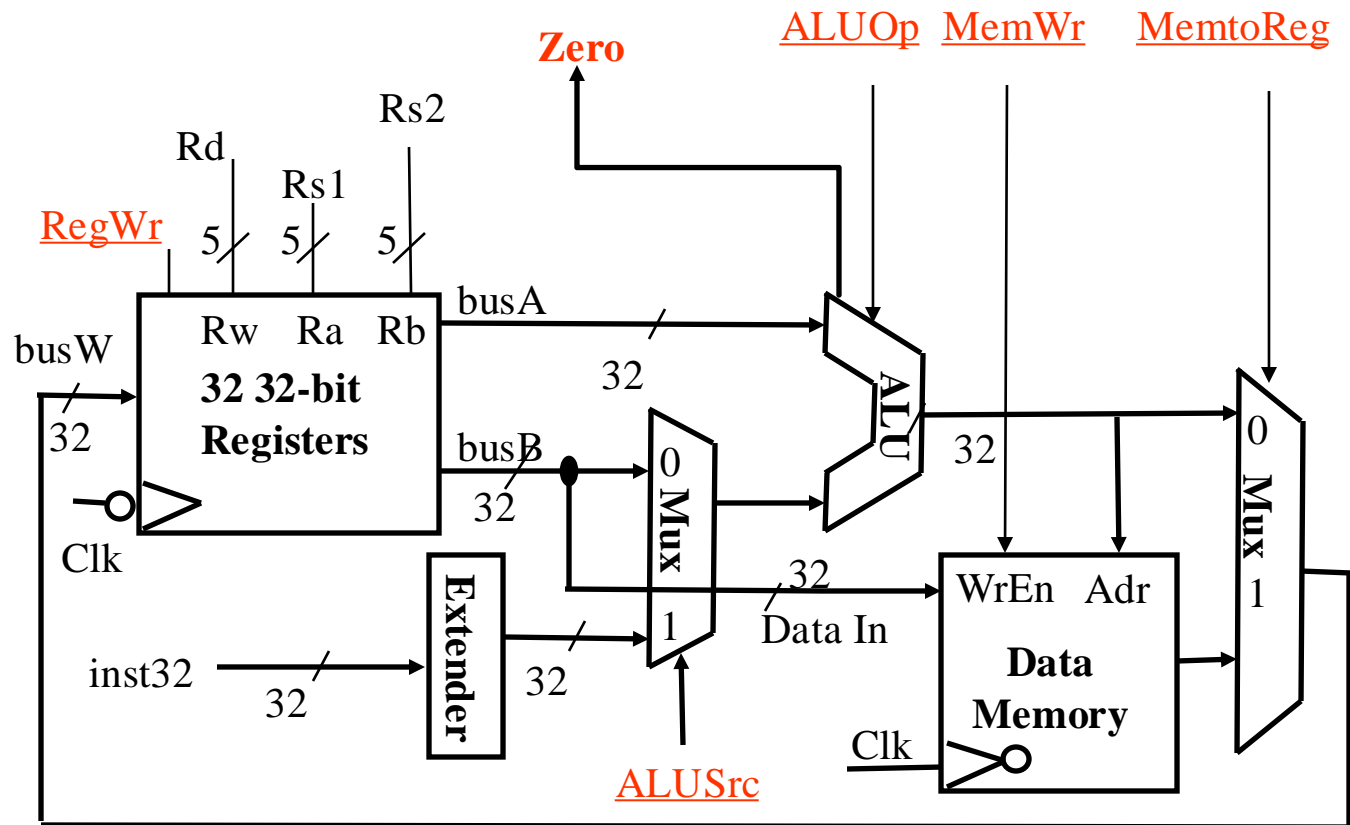 ALUOp MemWr MemtoReg
Zero
Rs2
Rd
Rs1
RegWr
5
5
5
busA
Rw Ra Rb
busW
32
32 32-bit
Registers
32
ALU
32
0
busB
0
32
Mux
Mux
Clk
Extender
32
WrEn Adr
1
1
Data In
inst32
32
32
Data
Memory
Clk
ALUSrc